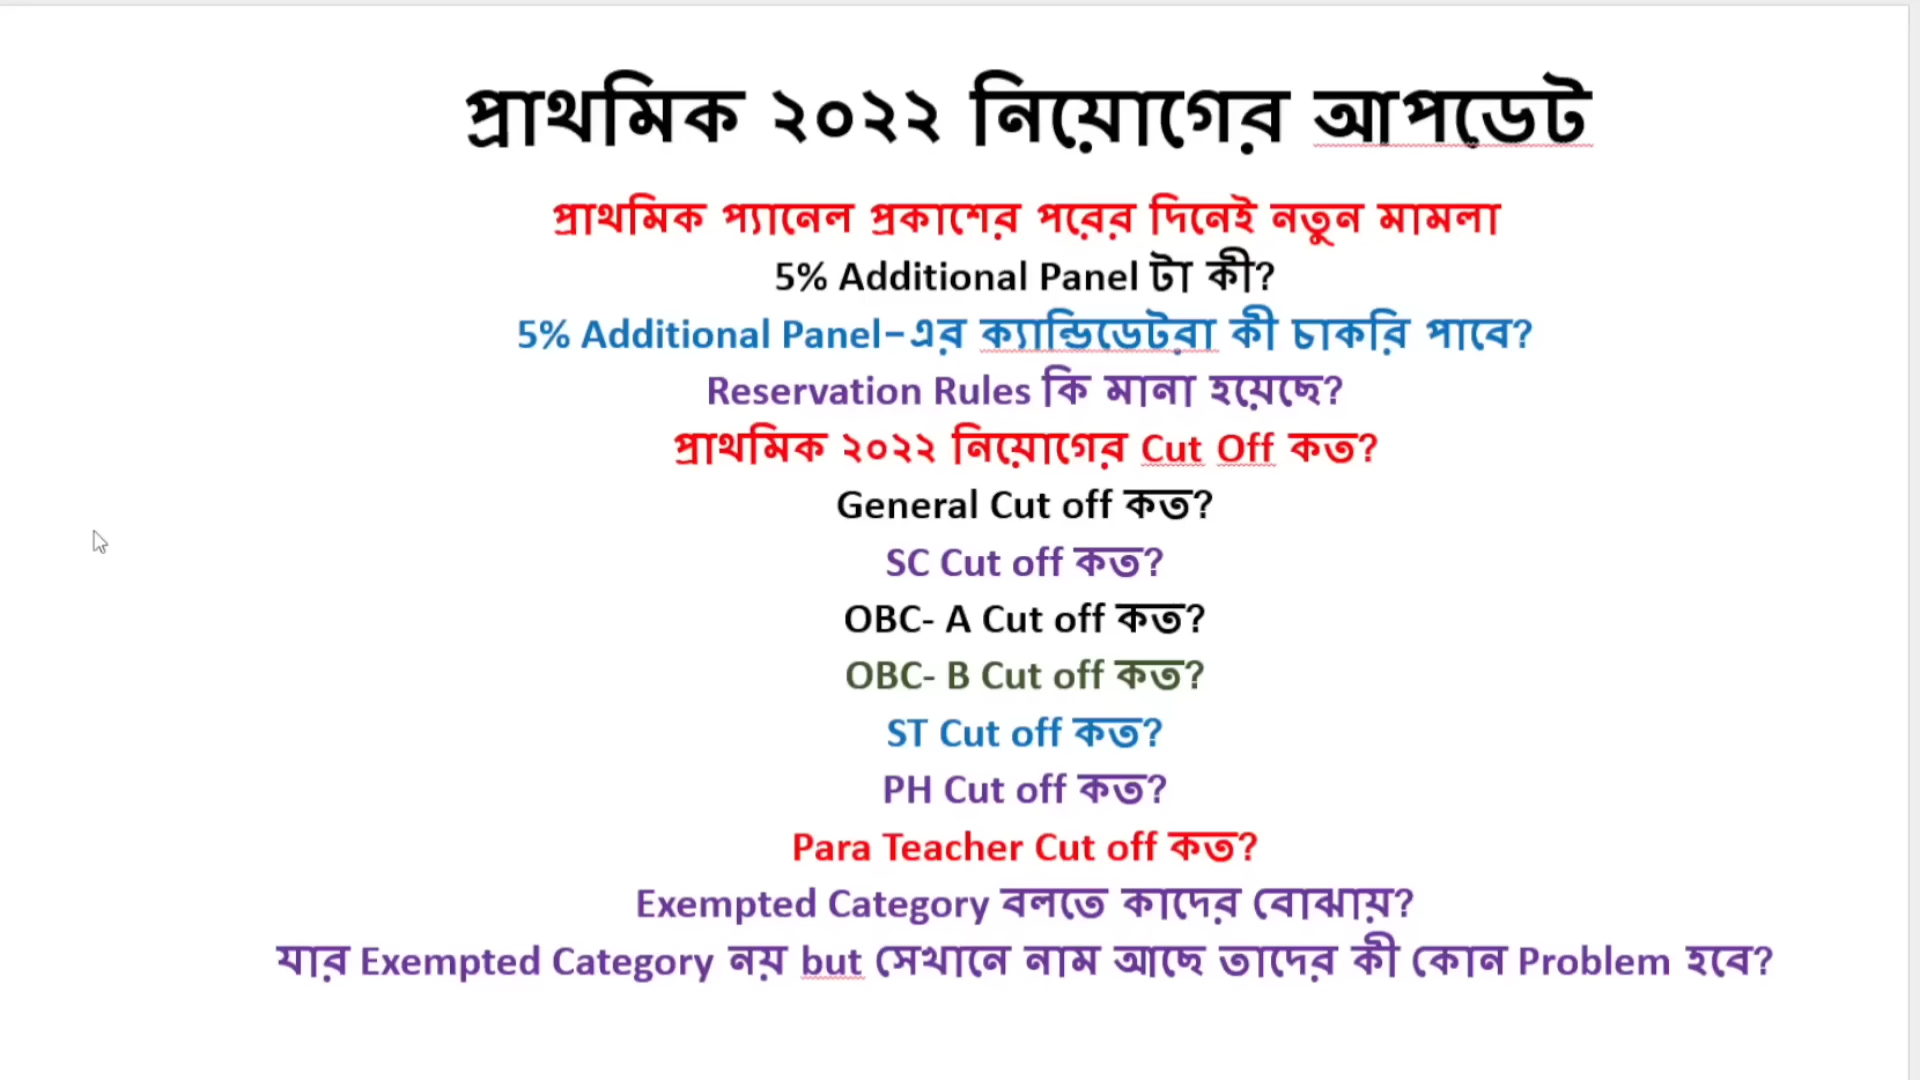 প্রাথমিক ২০২২ নিয়োগের আপডেট
প্রাথমিক প্যানেল প্রকাশের পরের দিনেই নতুন মামলা
5% Additional Panel টা কী?
5% Additional Panel-এর ক্যান্ডিডেটরা কী চাকরি পাবে?
Reservation Rules কি মানা হয়েছে?
প্রাথমিক ২০২২ নিয়োগের Cut Off কত?
General Cut off কত?
SC Cut off কত?
OBC- A Cut off কত?
OBC- B Cut off কত?
ST Cut off কত?
PH Cut off কত?
Para Teacher Cut off কত?
Exempted Category বলতে কাদের বোঝায়?
যার Exempted Category নয় but সেখানে নাম আছে তাদের কী কোন Problem হবে?